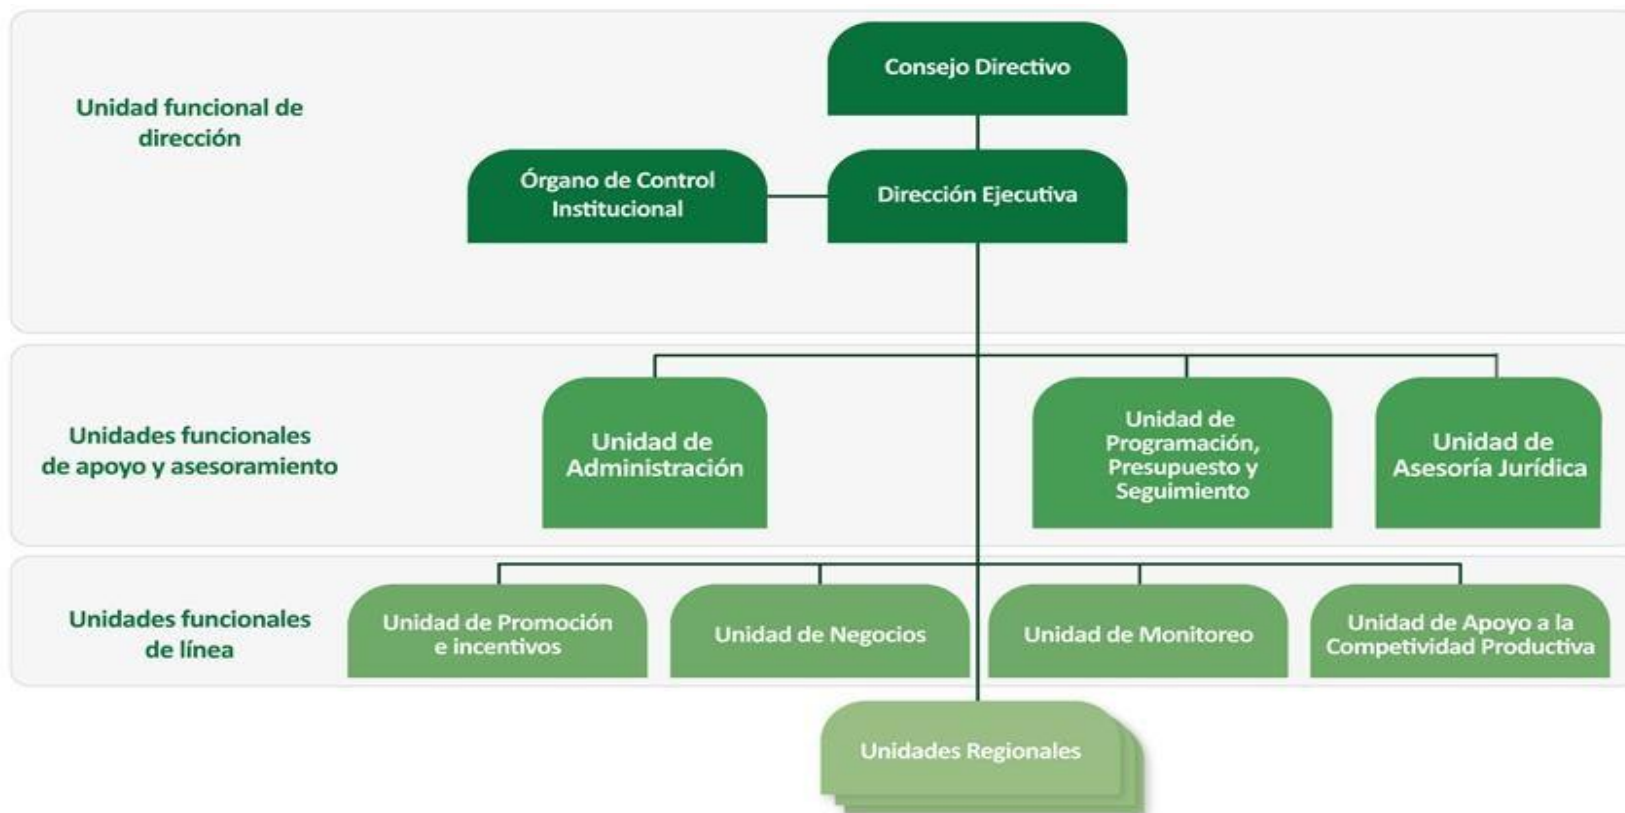 Consejo Directivo
Unidad funcional de
dirección
Órgano de Control
Institucional
Dirección Ejecutiva
Unidades funcionales
de apoyo y asesoramiento
Unidad de
Administración
Unidad de
Programación,
Presupuesto y
Seguimiento
Unidad de
Asesoría Jurídica
Unidades funcionales
de línea
Unidad de Promoción
e incentivos
Unidad de Negocios
Unidad de Monitoreo
Unidad de Apoyo a la
Competividad Productiva
Unidades Regionales